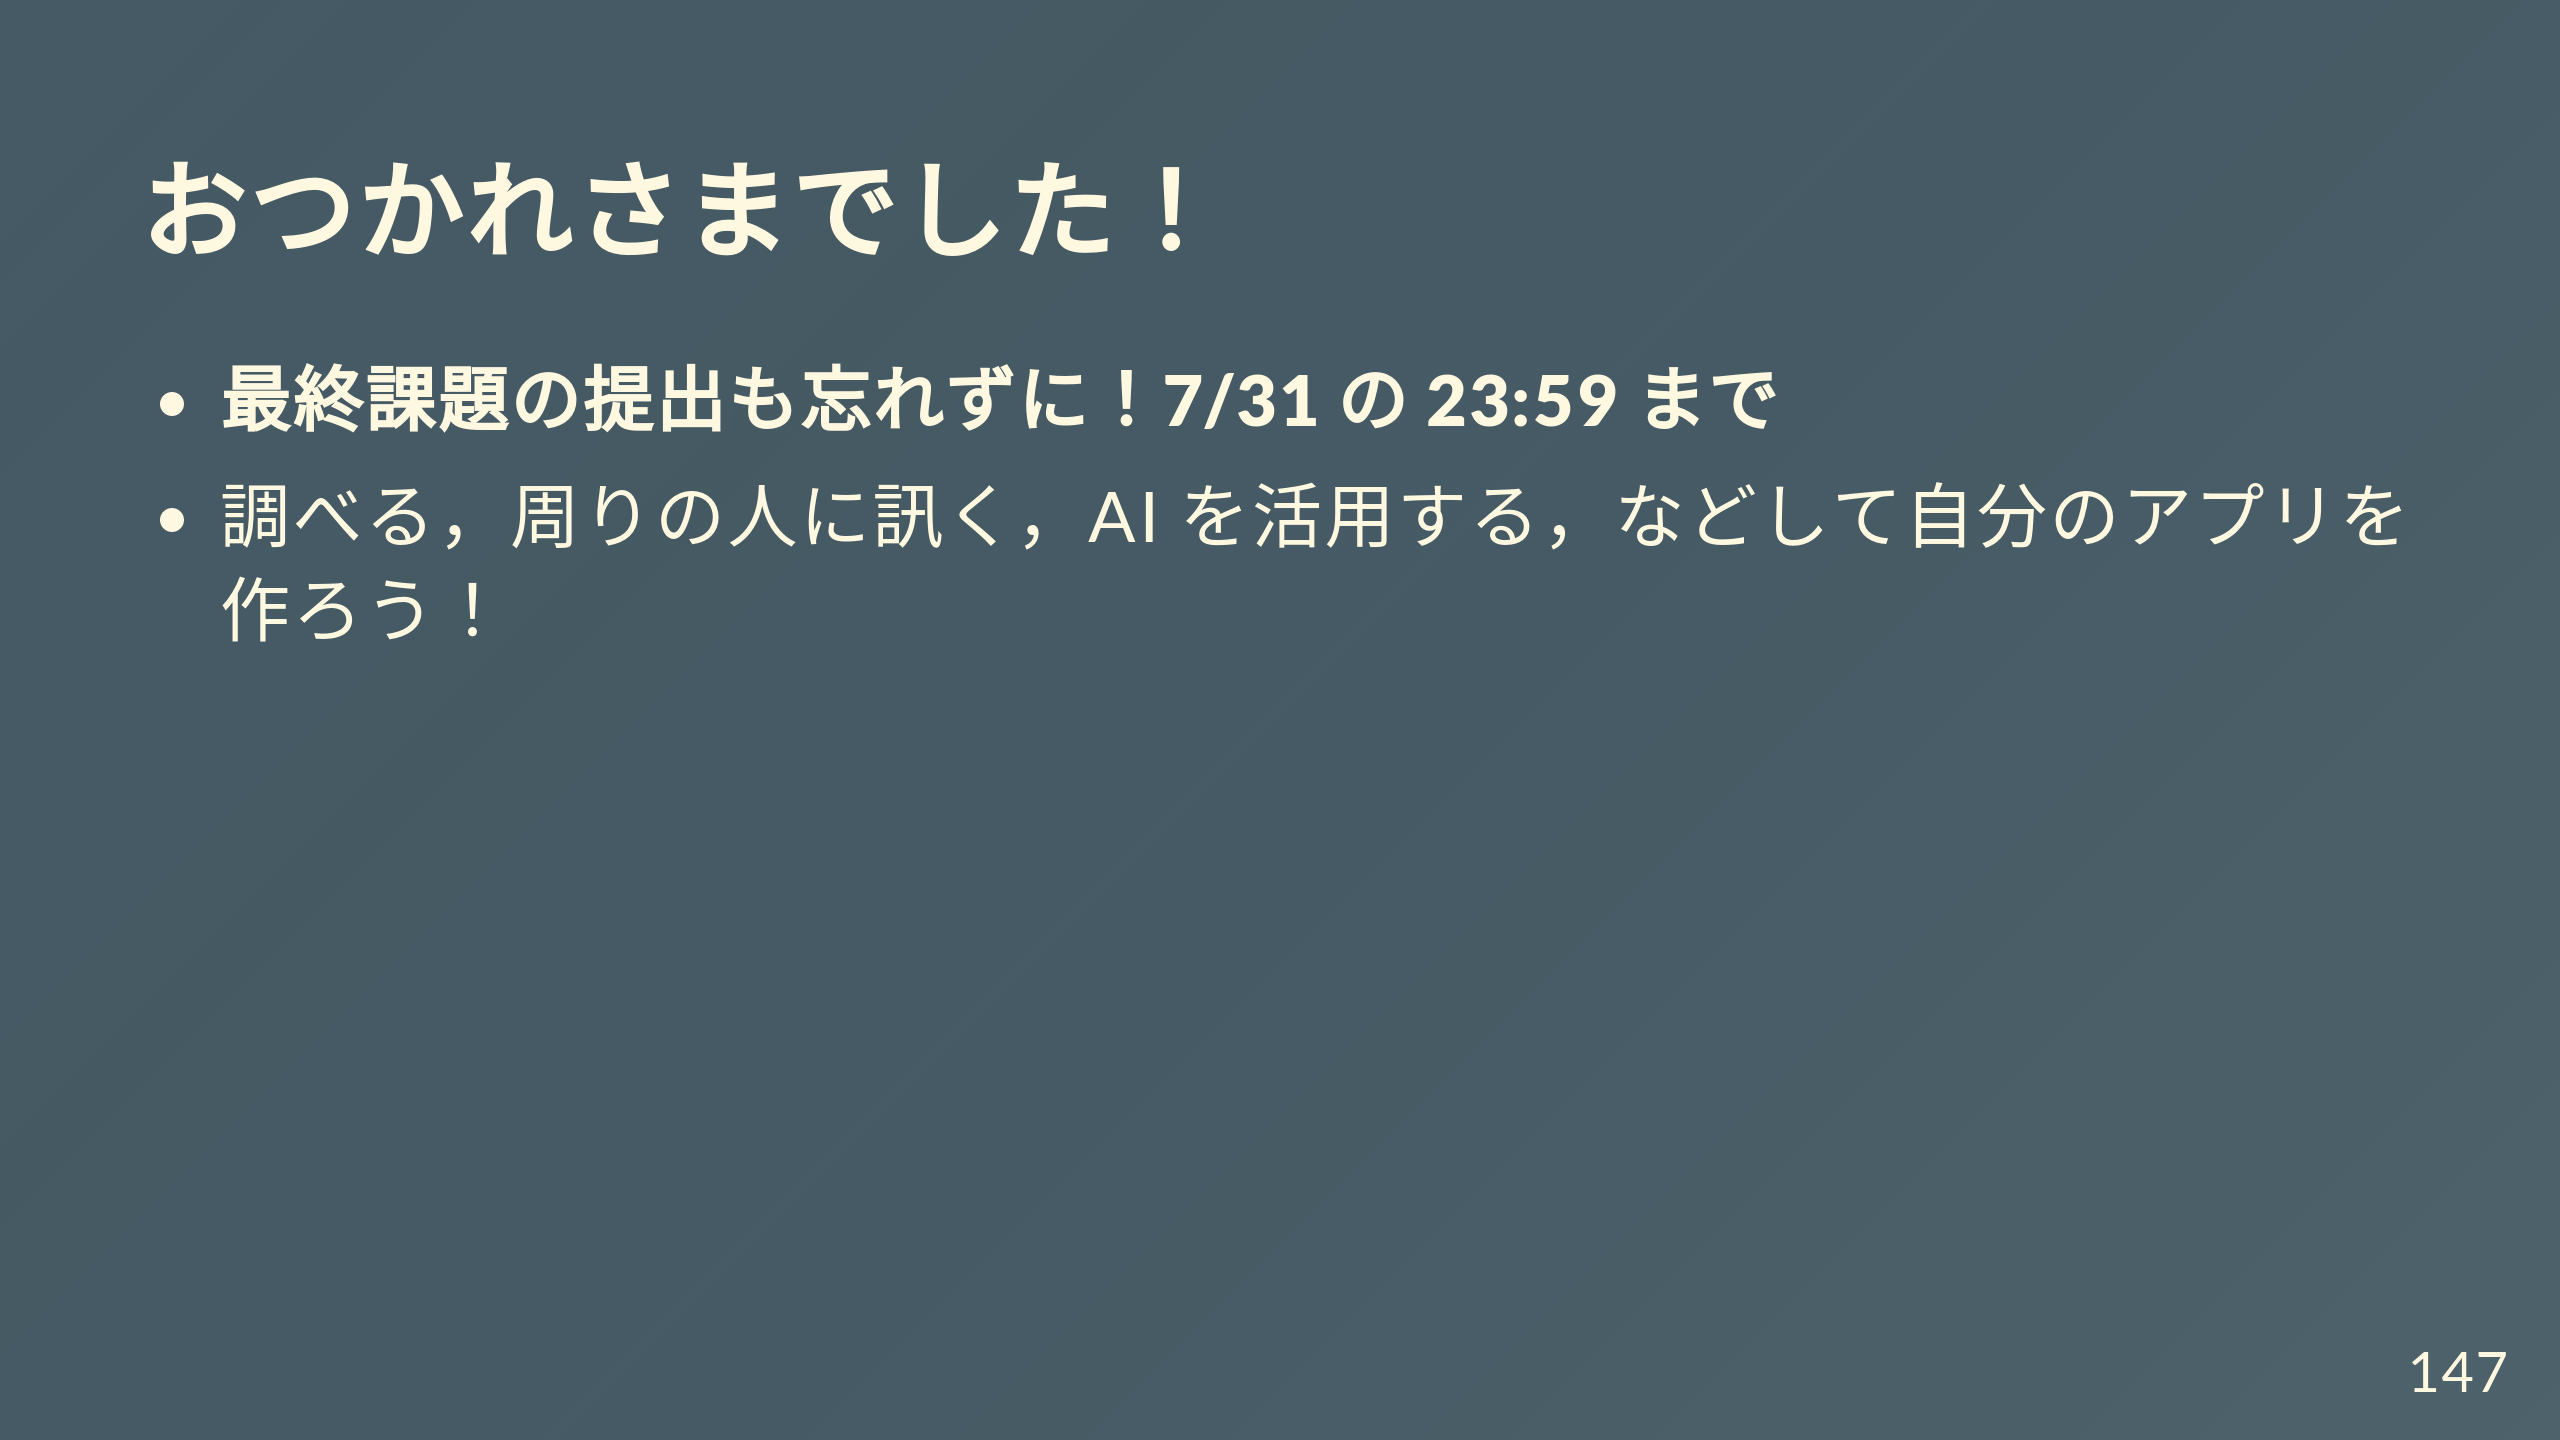 おつかれさまでした！
• 最終課題の提出も忘れずに！7/31 の 23:59 まで
• 調べる，周りの人に訊く，AI を活用する，などして自分のアプリを
作ろう！
147